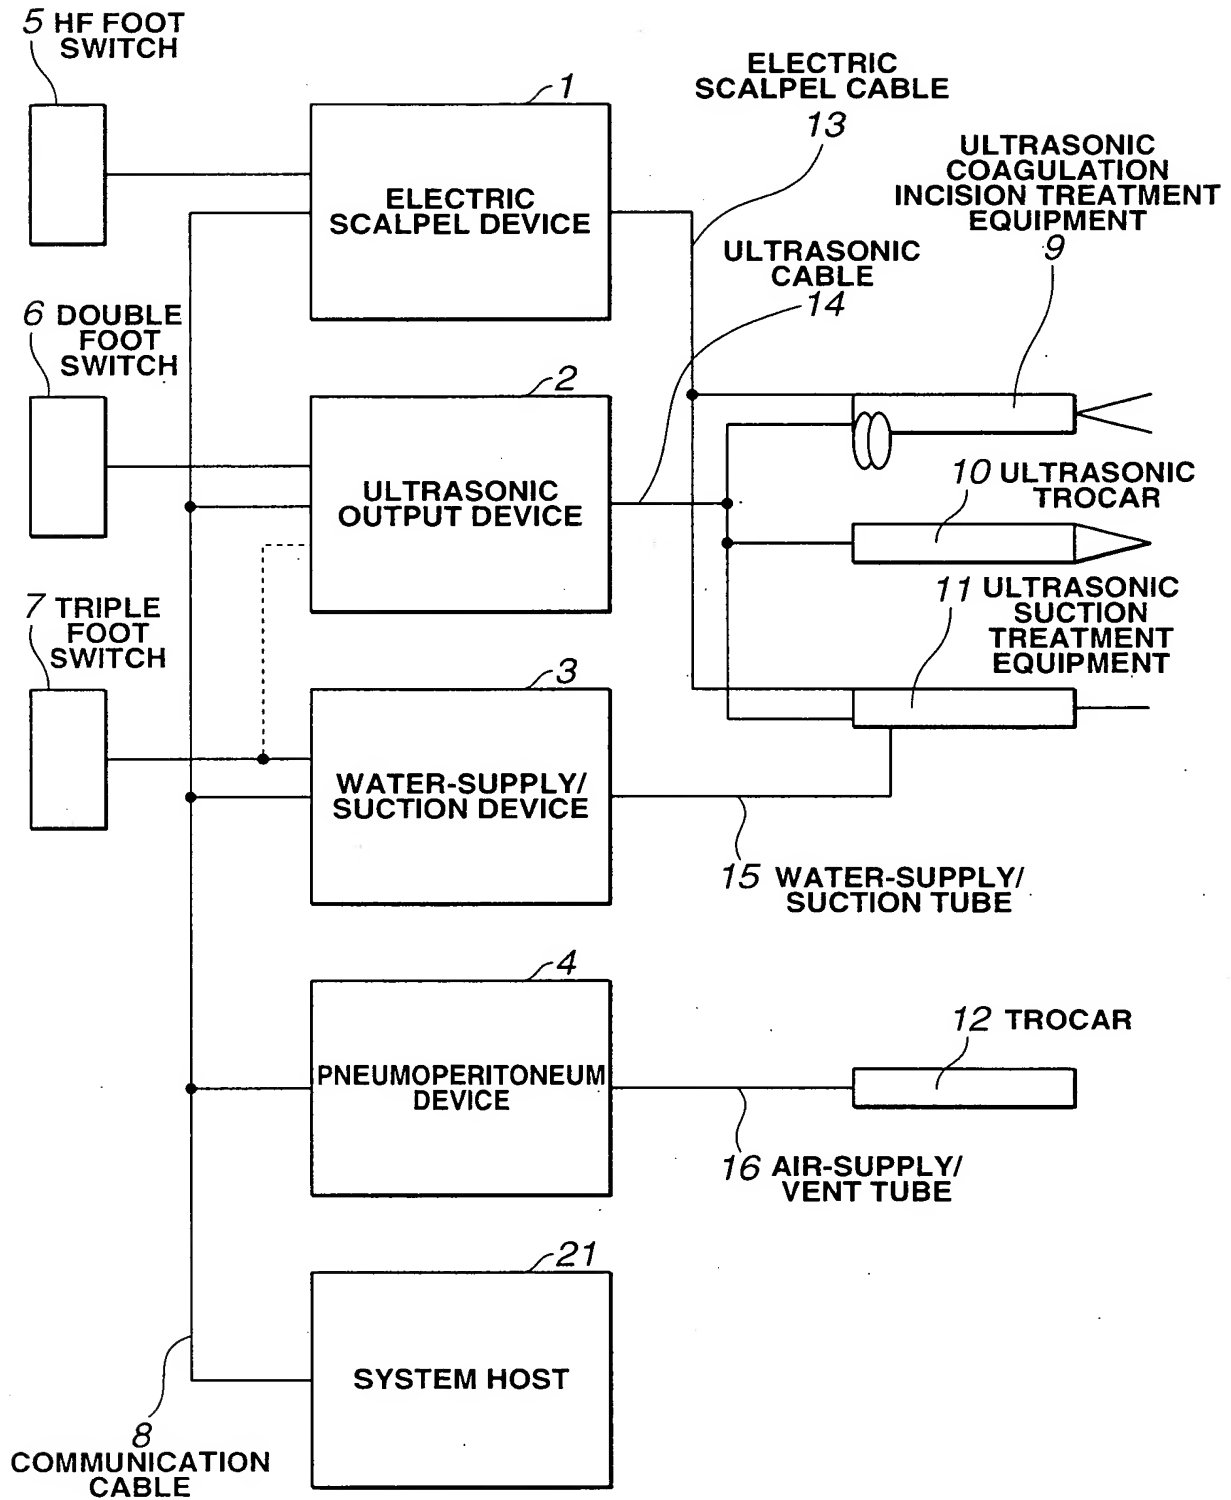 5 HF FOOT
SWITCH
1
ELECTRIC
SCALPEL DEVICE
ELECTRIC
SCALPEL CABLE
13
ULTRASONIC
COAGULATION
INCISION TREATMENT
EQUIPMENT
9
ULTRASONIC
CABLE
14
6 DOUBLE
FOOT
SWITCH
2
ULTRASONIC
OUTPUT DEVICE
10 ULTRASONIC
TROCAR
7 TRIPLE
FOOT
SWITCH
11 ULTRASONIC
SUCTION
TREATMENT
EQUIPMENT
3
WATER-SUPPLY/
SUCTION DEVICE
15 WATER-SUPPLY/
SUCTION TUBE
4
PNEUMOPERITONEUM
DEVICE
12 TROCAR
16 AIR-SUPPLY/
VENT TUBE
21
SYSTEM HOST
8
COMMUNICATION
CABLE